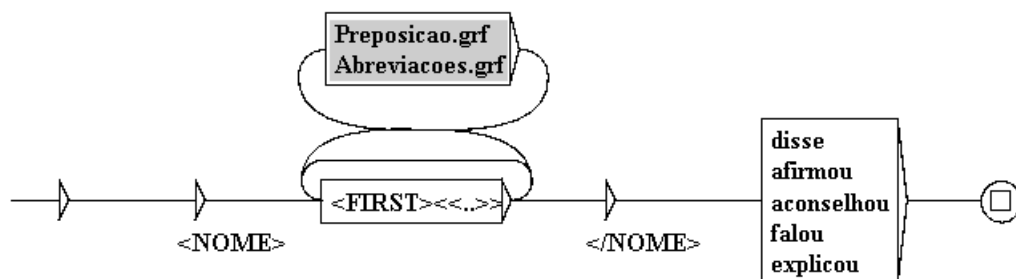 Preposicao.grf
Abreviacoes.grf
<FIRST><<..>>
<NOME>
</NOME>
disse
afirmou
aconselhou
falou
explicou